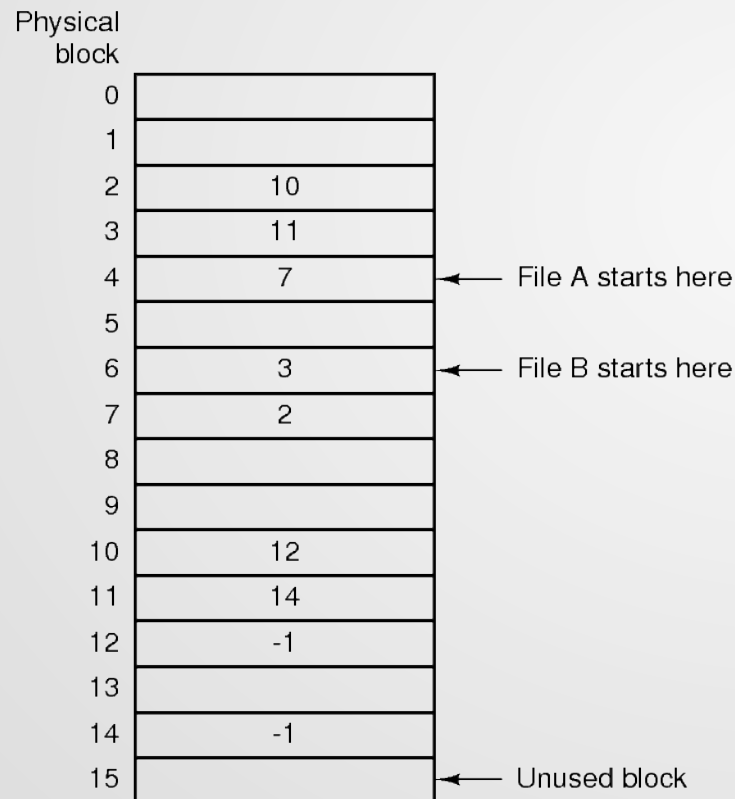 Physical
block
0
1
2 10
3 11
4 7 File A starts here
5
6 3 File B starts here
7 2
8
9
10 12
11 14
12 -1
13
14 -1
15 Unused block